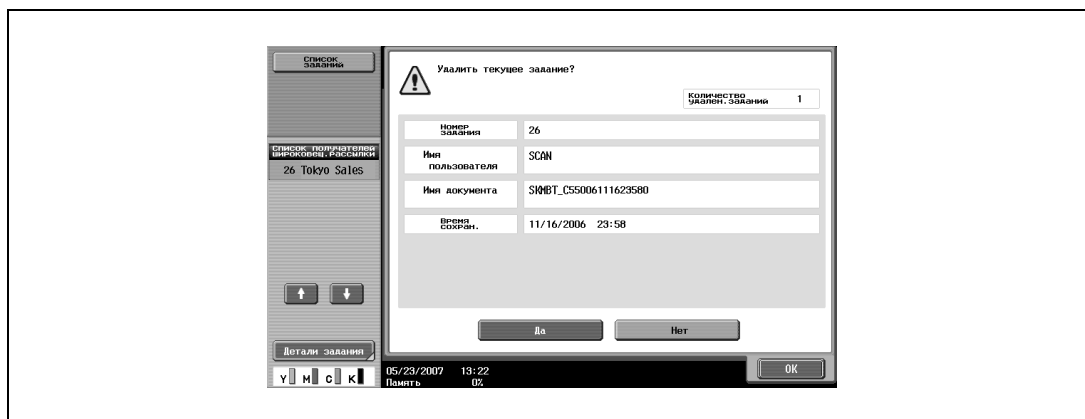 Список
заданий
Удалить текущее задание?
Количество
удален.заданий 1
Номер
задания 26
Имя
пользователя SCAN
Имя документа SKMBT_C55006111623580
Время
сохран. 11/16/2006 23:58
Список получателей
широковещ.рассылки
26 Tokyo Sales
Да Нет
Детали задания
Y M C K
05/23/2007 13:22
Память 0%
OK